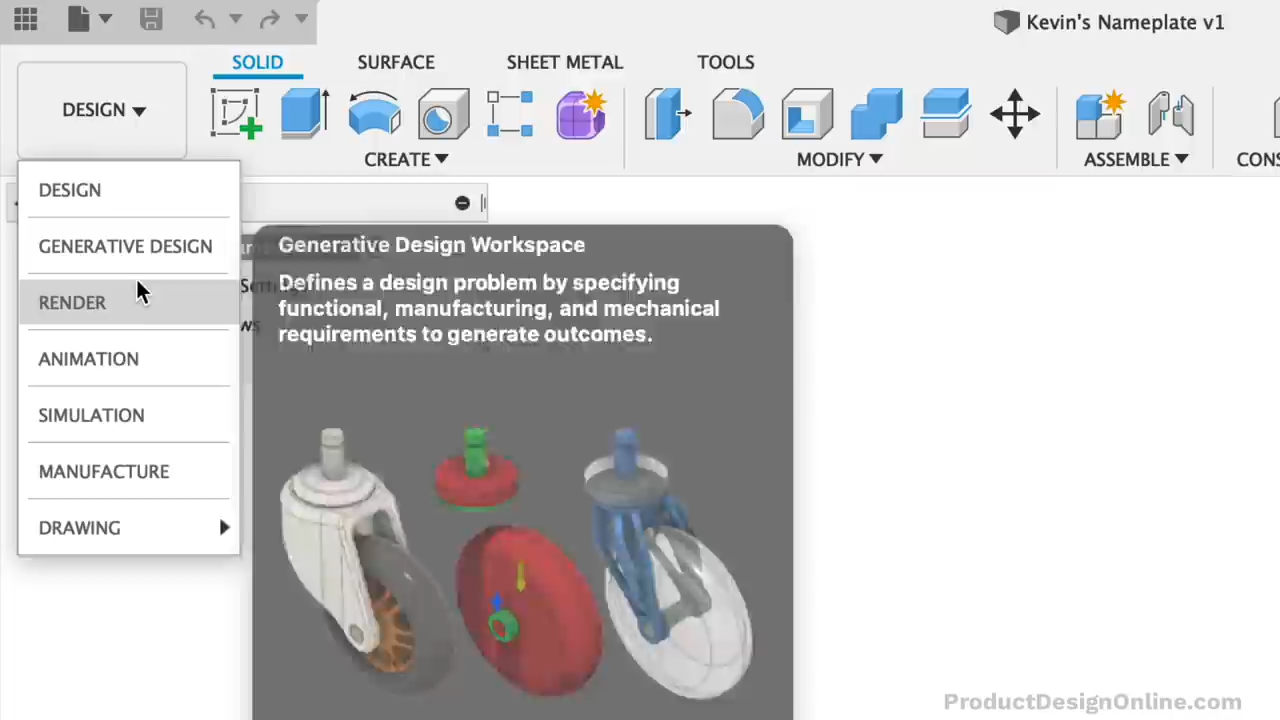 Kevin's Nameplate v1
SOLID
SURFACE
SHEET METAL
TOOLS
DESIGN
CREATE
MODIFY
ASSEMBLE
CONS
DESIGN
GENERATIVE DESIGN
RENDER
ANIMATION
SIMULATION
MANUFACTURE
DRAWING
Generative Design Workspace
Defines a design problem by specifying
functional, manufacturing, and mechanical
requirements to generate outcomes.
ProductDesignOnline.com